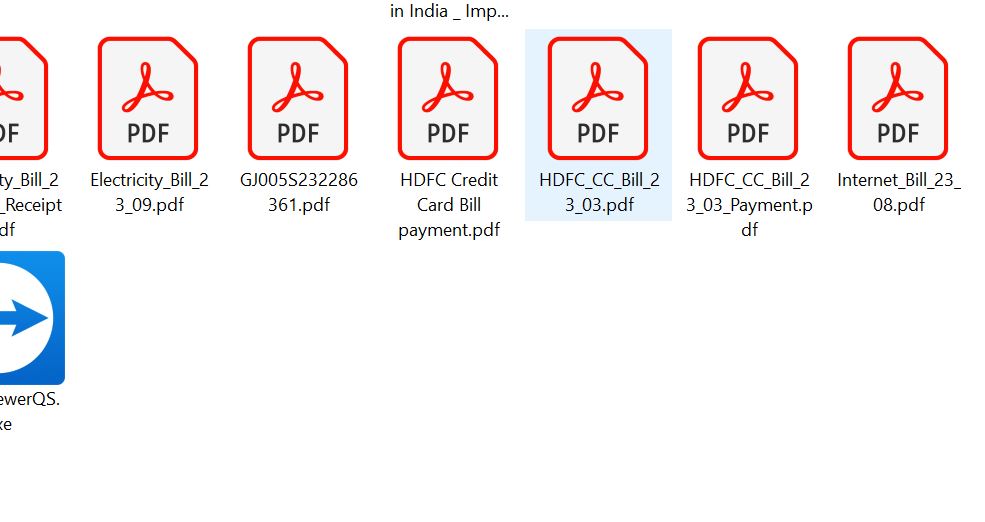 in India _ Imp...
PDF
PDF
PDF
PDF
PDF
PDF
DF
ty_Bill_2
_Receipt
df
Electricity_Bill_2
3_09.pdf
GJ005S232286
361.pdf
HDFC Credit
Card Bill
payment.pdf
HDFC_CC_Bill_2
3_03.pdf
HDFC_CC_Bill_2
3_03_Payment.p
df
Internet_Bill_23_
08.pdf
ewerQS.
xe